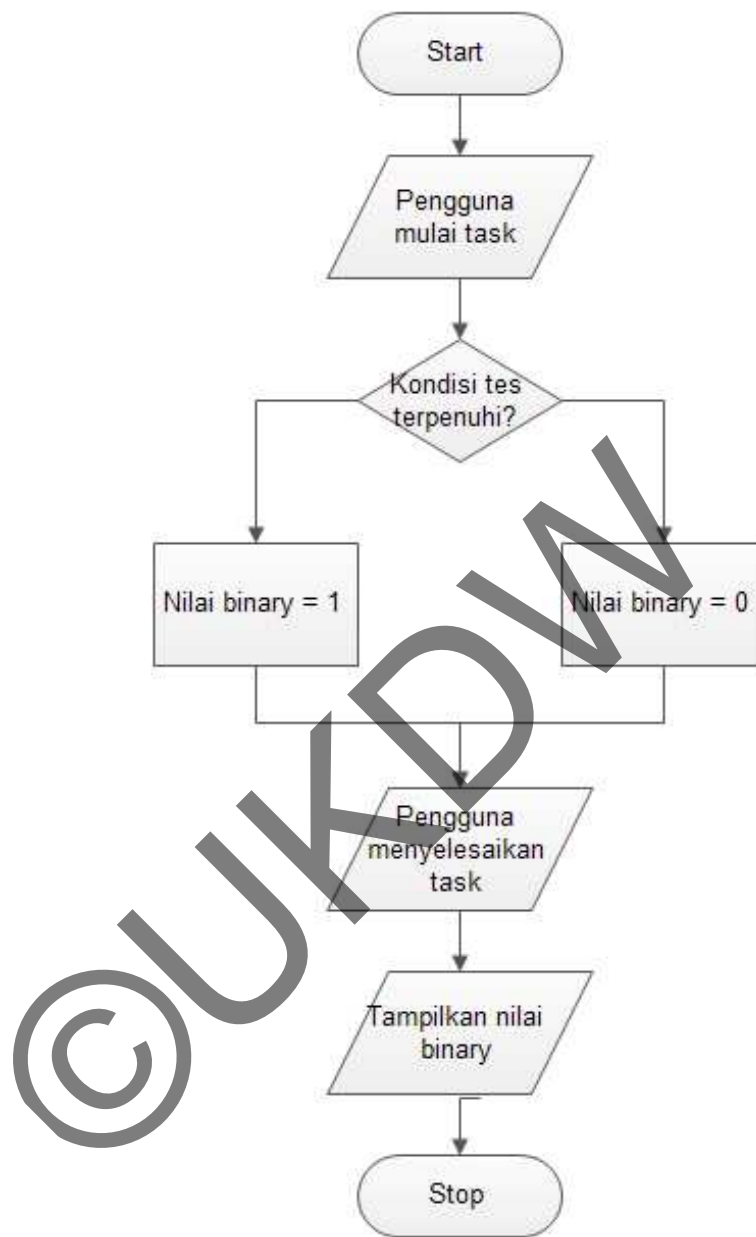 Start
Pengguna
mulai task
Kondisi tes
terpenuhi?
Nilai binary = 1
Nilai binary = 0
Pengguna
menyelesaikan
task
Tampilkan nilai
binary
Stop
©UKDW